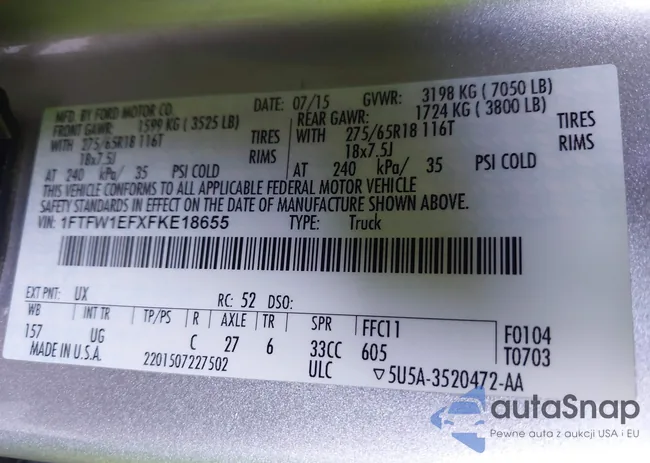 MFD. BY FORD MOTOR CO.
DATE: 07/15 GVWR: 3198 KG ( 7050 LB)
FRONT GAWR: 1599 KG ( 3525 LB) REAR GAWR: 1724 KG ( 3800 LB)
WITH 275/65R18 116T TIRES WITH 275/65R18 116T TIRES
18x7.5J RIMS 18x7.5J RIMS
AT 240 kPa/ 35 PSI COLD AT 240 kPa/ 35 PSI COLD
THIS VEHICLE CONFORMS TO ALL APPLICABLE FEDERAL MOTOR VEHICLE
SAFETY STANDARDS IN EFFECT ON THE DATE OF MANUFACTURE SHOWN ABOVE.
VIN: 1FTFW1EFXFKE18655 TYPE: Truck
EXT PNT: UX RC: 52 DSO:
WB INT TR TP/PS R AXLE TR SPR FFC11 F0104
157 UG C 27 6 33CC 605 T0703
MADE IN U.S.A. 2201507227502 ULC ▽5U5A-3520472-AA
autaSnap
Pewne auta z aukcji USA i EU